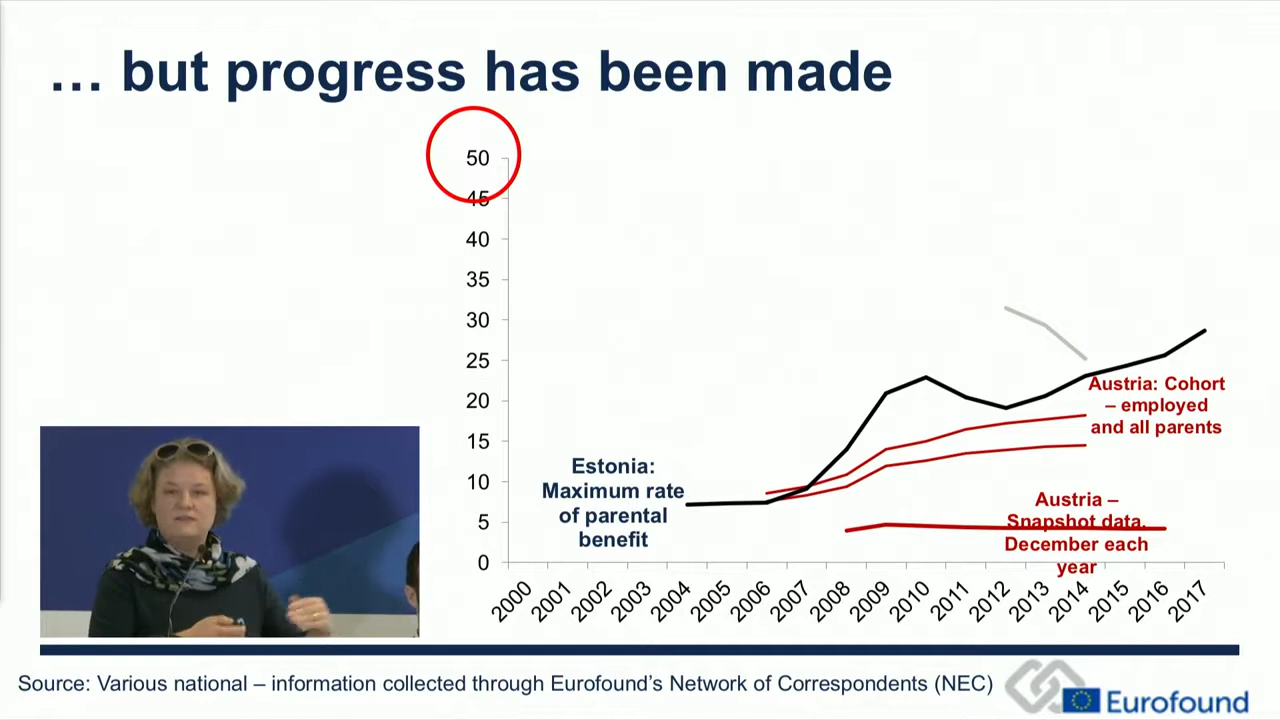 … but progress has been made
50
45
40
35
30
25
20
15
10
5
0
Austria: Cohort
– employed
and all parents
Estonia:
Maximum rate
of parental
benefit
Austria –
Snapshot data,
December each
year
2000 2001 2002 2003 2004 2005 2006 2007 2008 2009 2010 2011 2012 2013 2014 2015 2016 2017
Source: Various national – information collected through Eurofound’s Network of Correspondents (NEC)
Eurofound